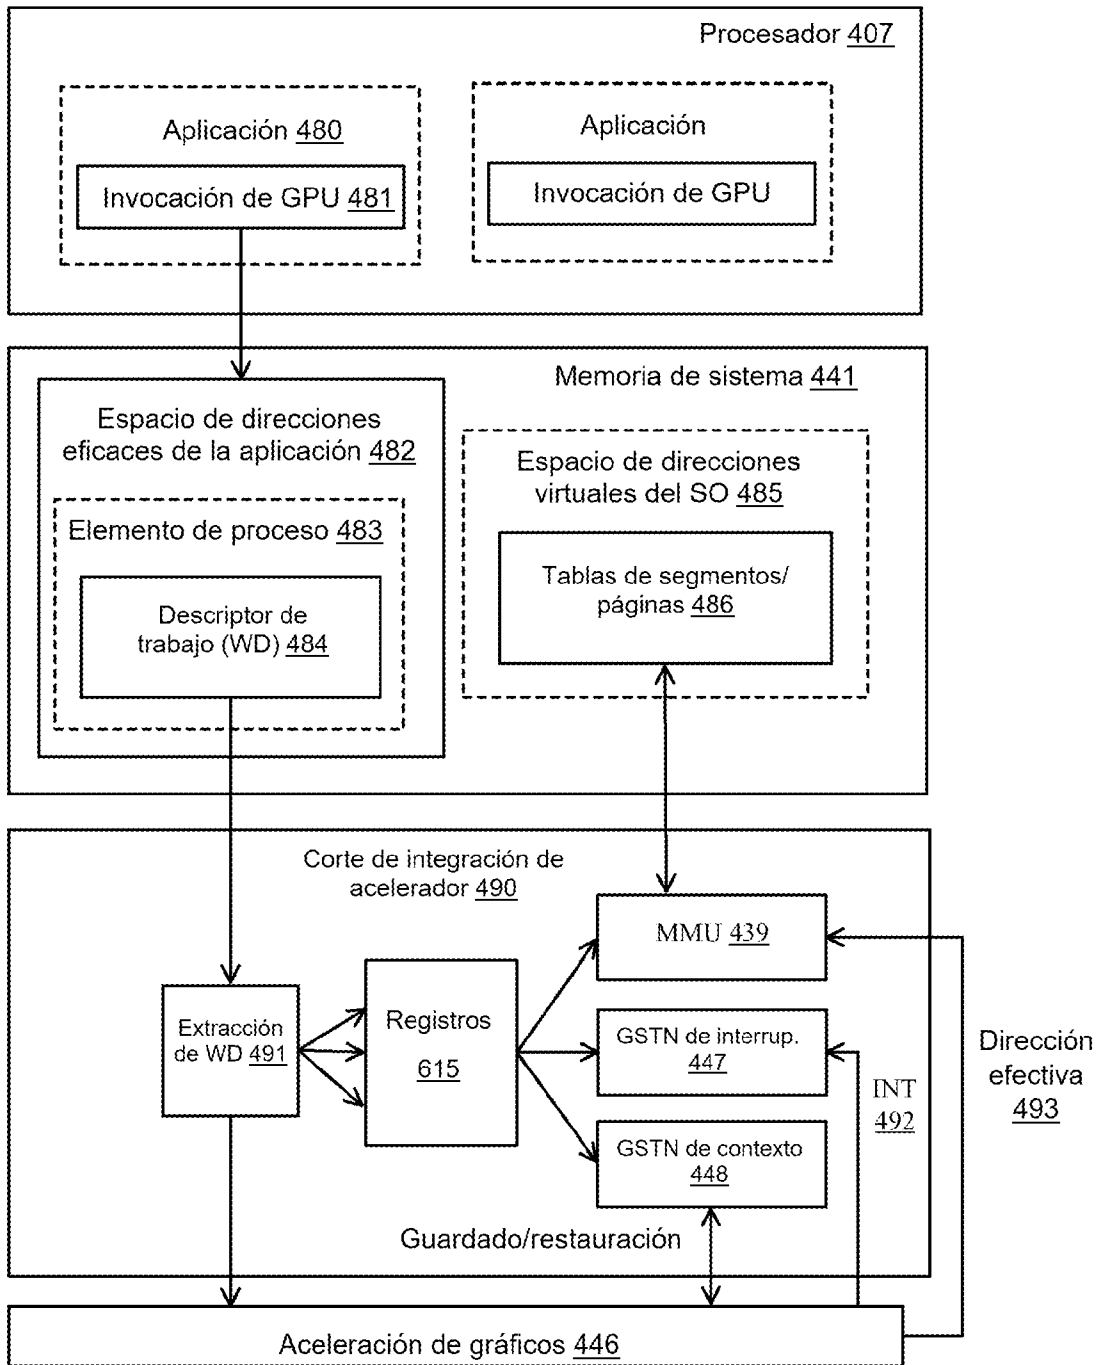 Procesador 407
Aplicación 480
Invocación de GPU 481
Aplicación
Invocación de GPU
Memoria de sistema 441
Espacio de direcciones
eficaces de la aplicación 482
Elemento de proceso 483
Descriptor de
trabajo (WD) 484
Espacio de direcciones
virtuales del SO 485
Tablas de segmentos/
páginas 486
Corte de integración de
acelerador 490
Extracción
de WD 491
Registros
615
MMU 439
GSTN de interrup.
447
GSTN de contexto
448
INT
492
Dirección
efectiva
493
Guardado/restauración
Aceleración de gráficos 446